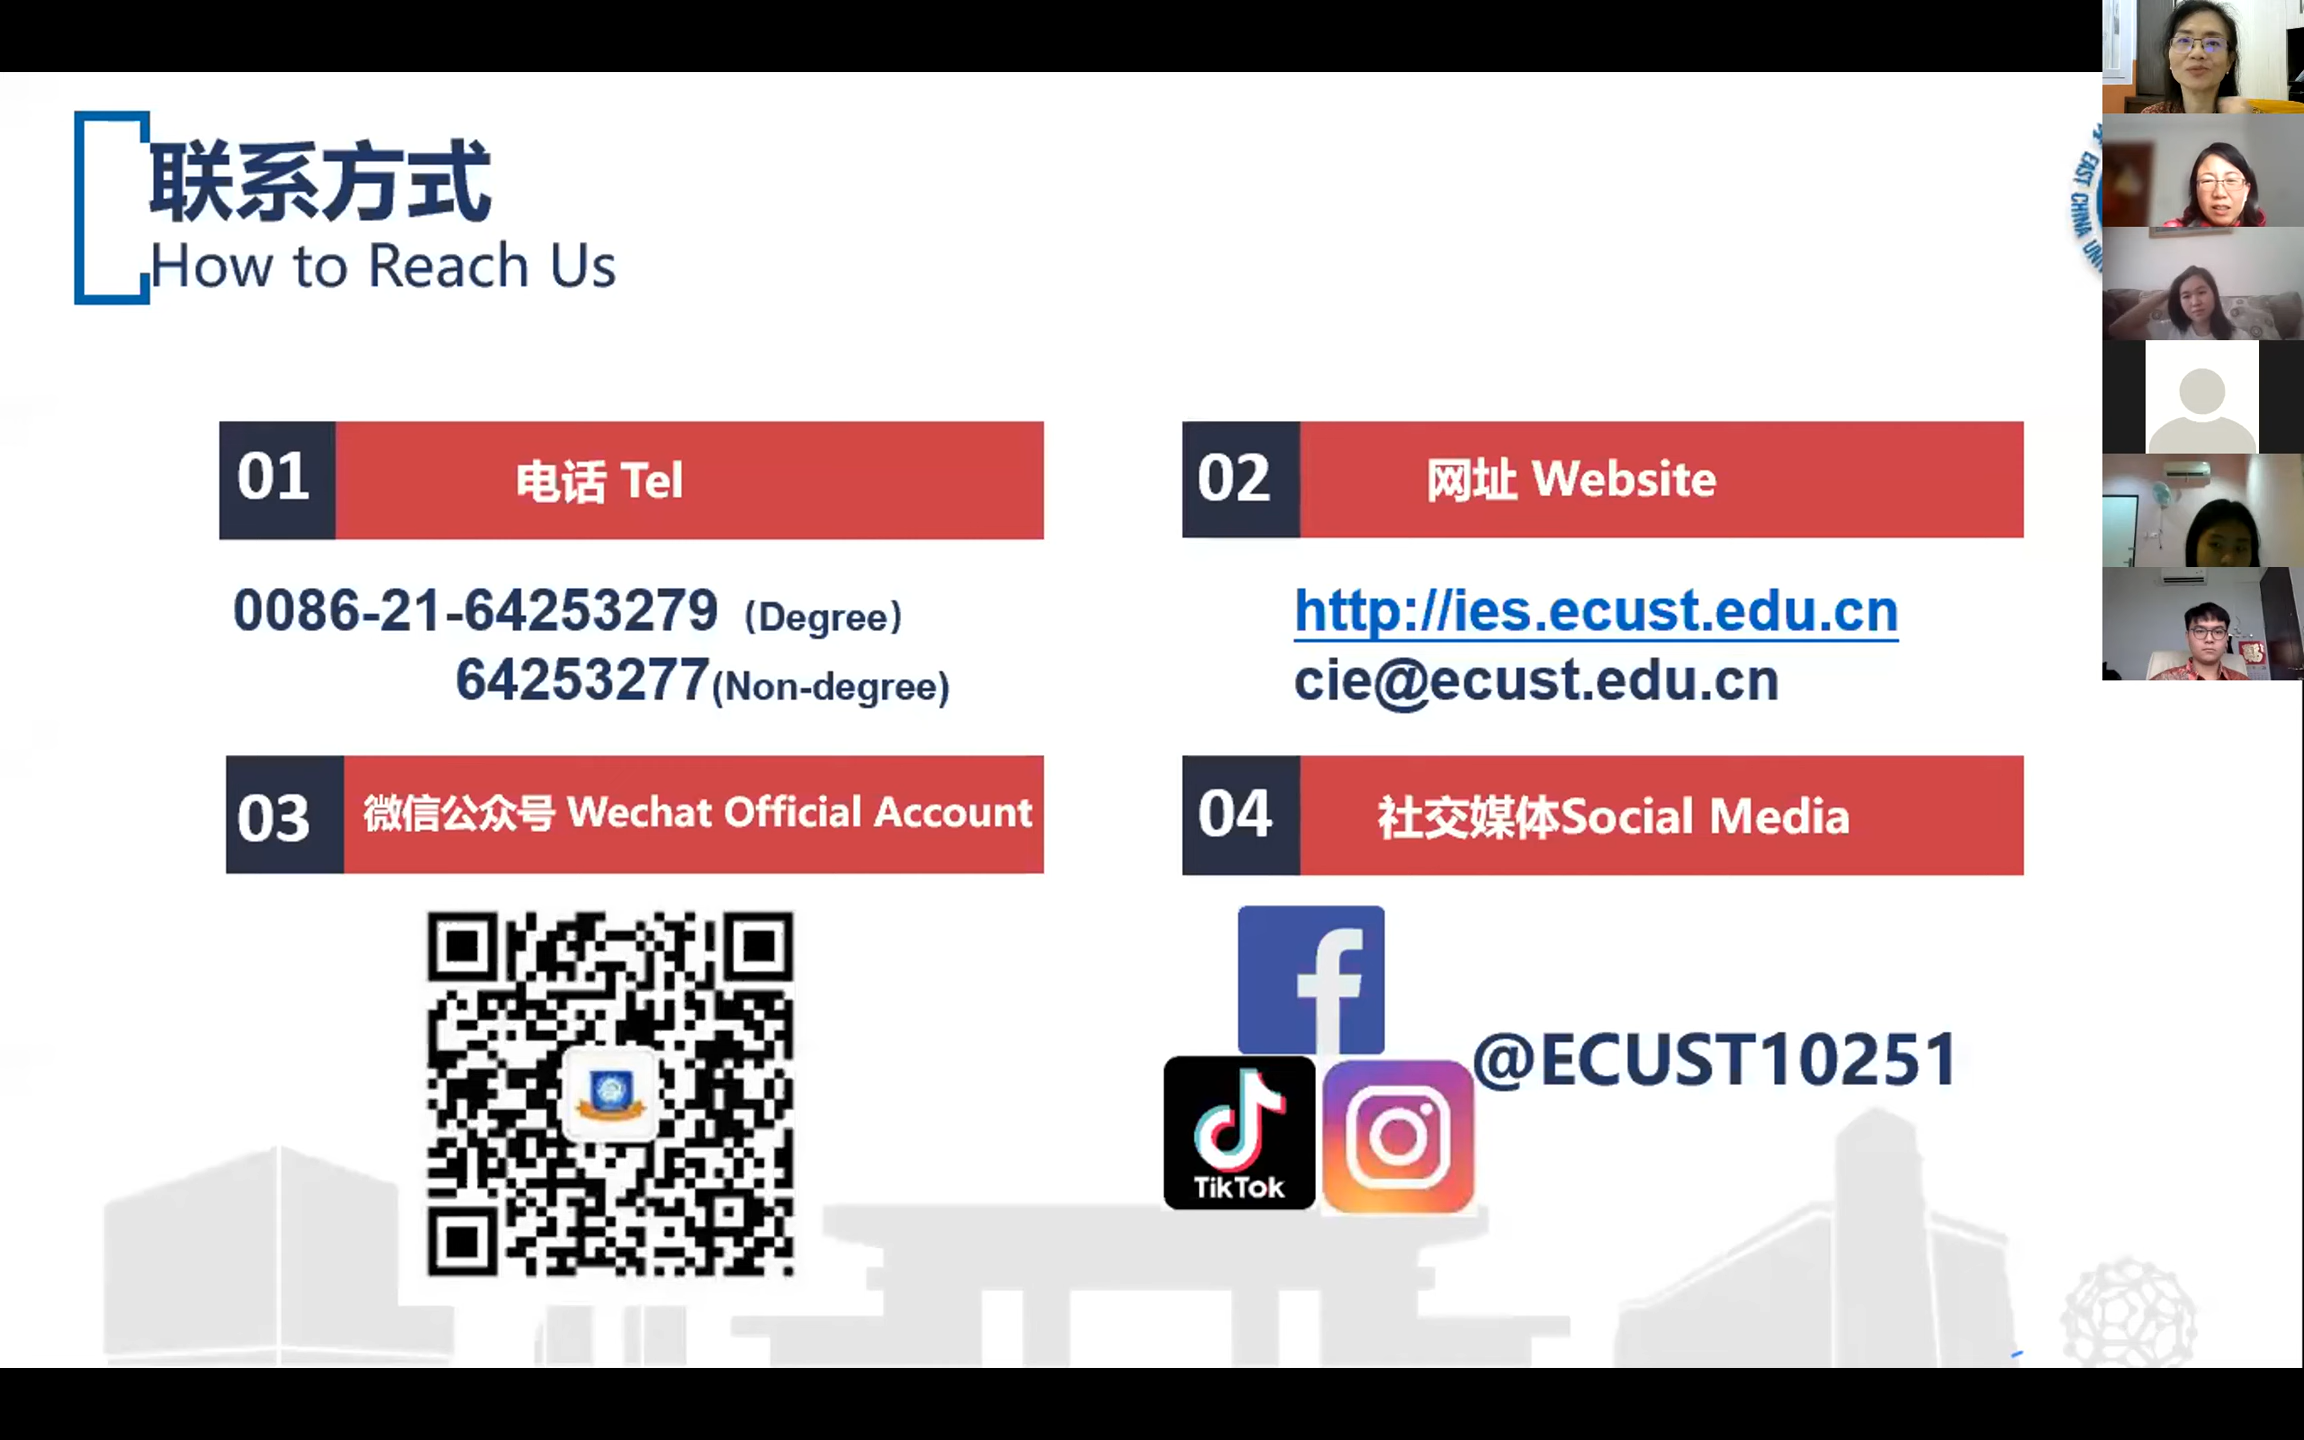 联系方式
How to Reach Us
EAST CHINA
01
电话 Tel
0086-21-64253279 (Degree)
64253277(Non-degree)
02
网址 Website
http://ies.ecust.edu.cn
cie@ecust.edu.cn
03
微信公众号 Wechat Official Account
04
社交媒体Social Media
TikTok
@ECUST10251